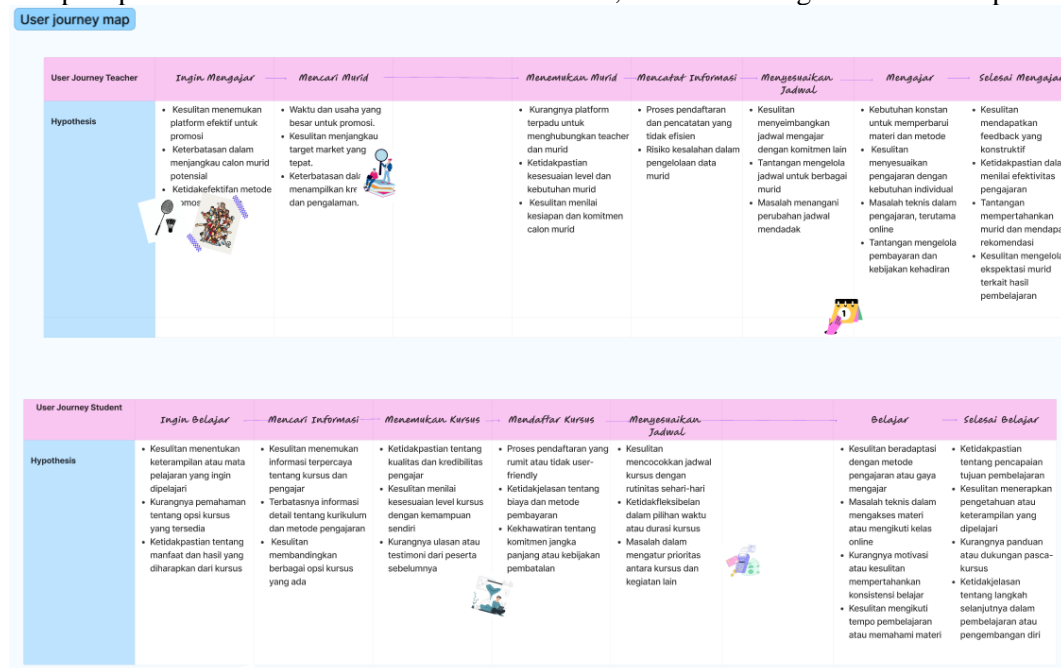 User journey map
User Journey Teacher
Ingin Mengajar
Mencari Murid
Menemukan Murid
Mencatat Informasi
Menyesuaikan
Jadwal
Mengajar
Selesai Mengajar
Hypothesis
• Kesulitan menemukan
platform efektif untuk
promosi
• Keterbatasan dalam
menjangkau calon murid
potensial
• Ketidakefektifan metode
• Waktu dan usaha yang
besar untuk promosi.
• Kesulitan menjangkau
target market yang
tepat.
• Keterbatasan
menampilkan
dan pengalaman.
• Kurangnya platform
terpadu untuk
menghubungkan teacher
dan murid
• Ketidakpastian
kesesuaian level dan
kebutuhan murid
• Kesulitan menilai
kesiapan dan komitmen
calon murid
• Proses pendaftaran
dan pencatatan yang
tidak efisien
• Risiko kesalahan dalam
pengelolaan data
murid
• Kesulitan
menyeimbangkan
jadwal mengajar
dengan komitmen lain
• Tantangan mengelola
jadwal untuk berbagai
murid
• Masalah menangani
perubahan jadwal
mendadak
• Kebutuhan konstan
untuk memperbarui
materi dan metode
• Kesulitan
menyesuaikan
pengajaran dengan
kebutuhan individual
• Masalah teknis dalam
pengajaran, terutama
online
• Tantangan mengelola
pembayaran dan
kebijakan kehadiran
• Kesulitan
mendapatkan
feedback yang
konstruktif
• Ketidakpastian dala
menilai efektivitas
pengajaran
• Tantangan
mempertahankan
murid dan mendapa
rekomendasi
• Kesulitan mengelola
ekspektasi murid
terkait hasil
pembelajaran
1
User Journey Student
Ingin Belajar
Mencari Informasi
Menemukan Kursus
Mendaftar Kursus
Menyesuaikan
Jadwal
Belajar
Selesai Belajar
Hypothesis
• Kesulitan menentukan
keterampilan atau mata
pelajaran yang ingin
dipelajari
• Kurangnya pemahaman
tentang opsi kursus
yang tersedia
• Ketidakpastian tentang
manfaat dan hasil yang
diharapkan dari kursus
• Kesulitan menemukan
informasi terpercaya
tentang kursus dan
pengajar
• Terbatasnya informasi
detail tentang kurikulum
dan metode pengajaran
• Kesulitan
membandingkan
berbagai opsi kursus
yang ada
• Ketidakpastian tentang
kualitas dan kredibilitas
pengajar
• Kesulitan menilai
kesesuaian level kursus
dengan kemampuan
sendiri
• Kurangnya ulasan atau
testimoni dari peserta
sebelumnya
• Proses pendaftaran yang
rumit atau tidak user-
friendly
• Ketidakjelasan tentang
biaya dan metode
pembayaran
• Kekhawatiran tentang
komitmen jangka
panjang atau kebijakan
pembatalan
• Kesulitan
mencocokkan jadwal
kursus dengan
rutinitas sehari-hari
• Ketidakfleksibelan
dalam pilihan waktu
atau durasi kursus
• Masalah dalam
mengatur prioritas
antara kursus dan
kegiatan lain
• Kesulitan beradaptasi
dengan metode
pengajaran atau gaya
mengajar
• Masalah teknis dalam
mengakses materi
atau mengikuti kelas
online
• Kurangnya motivasi
atau kesulitan
mempertahankan
konsistensi belajar
• Kesulitan mengikuti
tempo pembelajaran
atau memahami materi
• Ketidakpastian
tentang pencapaian
tujuan pembelajaran
• Kesulitan menerapkan
pengetahuan atau
keterampilan yang
dipelajari
• Kurangnya panduan
atau dukungan pasca-
kursus
• Ketidakjelasan
tentang langkah
selanjutnya dalam
pembelajaran atau
pengembangan diri